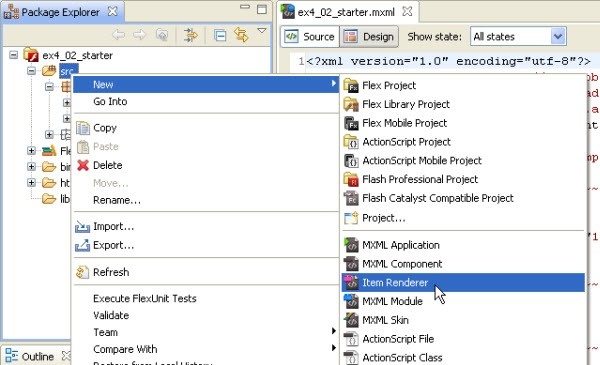 Package Explorer
ex4_02_starter.mxml
Source
Design
Show state:
All states
ex4_02_starter
src
1
<?xml version="1.0" encoding="utf-8"?>
New
Go Into
Copy
Paste
Delete
Move...
Rename...
Import...
Export...
Refresh
Execute FlexUnit Tests
Validate
Team
Compare With
Restore from Local History
Flex Project
Flex Library Project
Flex Mobile Project
ActionScript Project
ActionScript Mobile Project
Flash Professional Project
Flash Catalyst Compatible Project
Project...
MXML Application
MXML Component
Item Renderer
MXML Module
MXML Skin
ActionScript File
ActionScript Class
Fle
bin
ht
lib
Outline